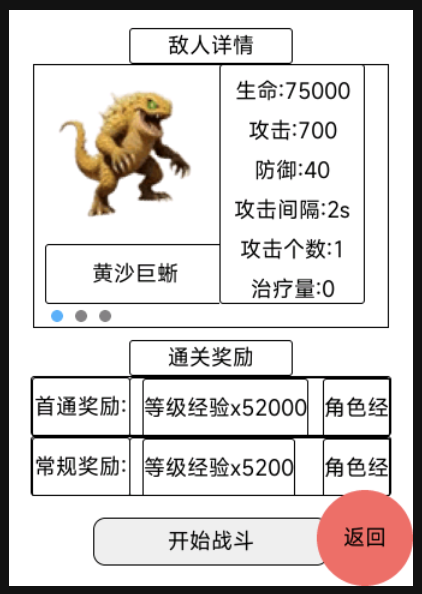 敌人详情
生命:75000
攻击:700
防御:40
攻击间隔:2s
攻击个数:1
治疗量:0
黄沙巨蜥
通关奖励
首通奖励: 等级经验x52000 角色经
常规奖励: 等级经验x5200 角色经
开始战斗
返回